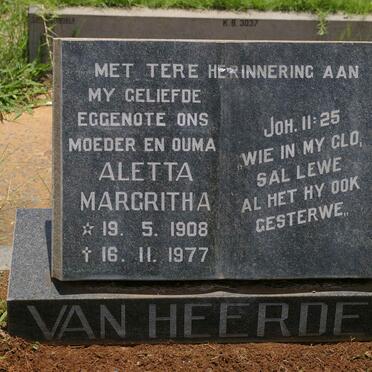 K.B. 3037
MET TERE HERINNERING AAN
MY GELIEFDE
EGGENOTE ONS
MOEDER EN OUMA
ALETTA
MARGRITHA
☆ 19. 5. 1908
† 16. 11. 1977
JOH. 11:25
„WIE IN MY GLO,
SAL LEWE
AL HET HY OOK
GESTERWE„
VAN HEERDE